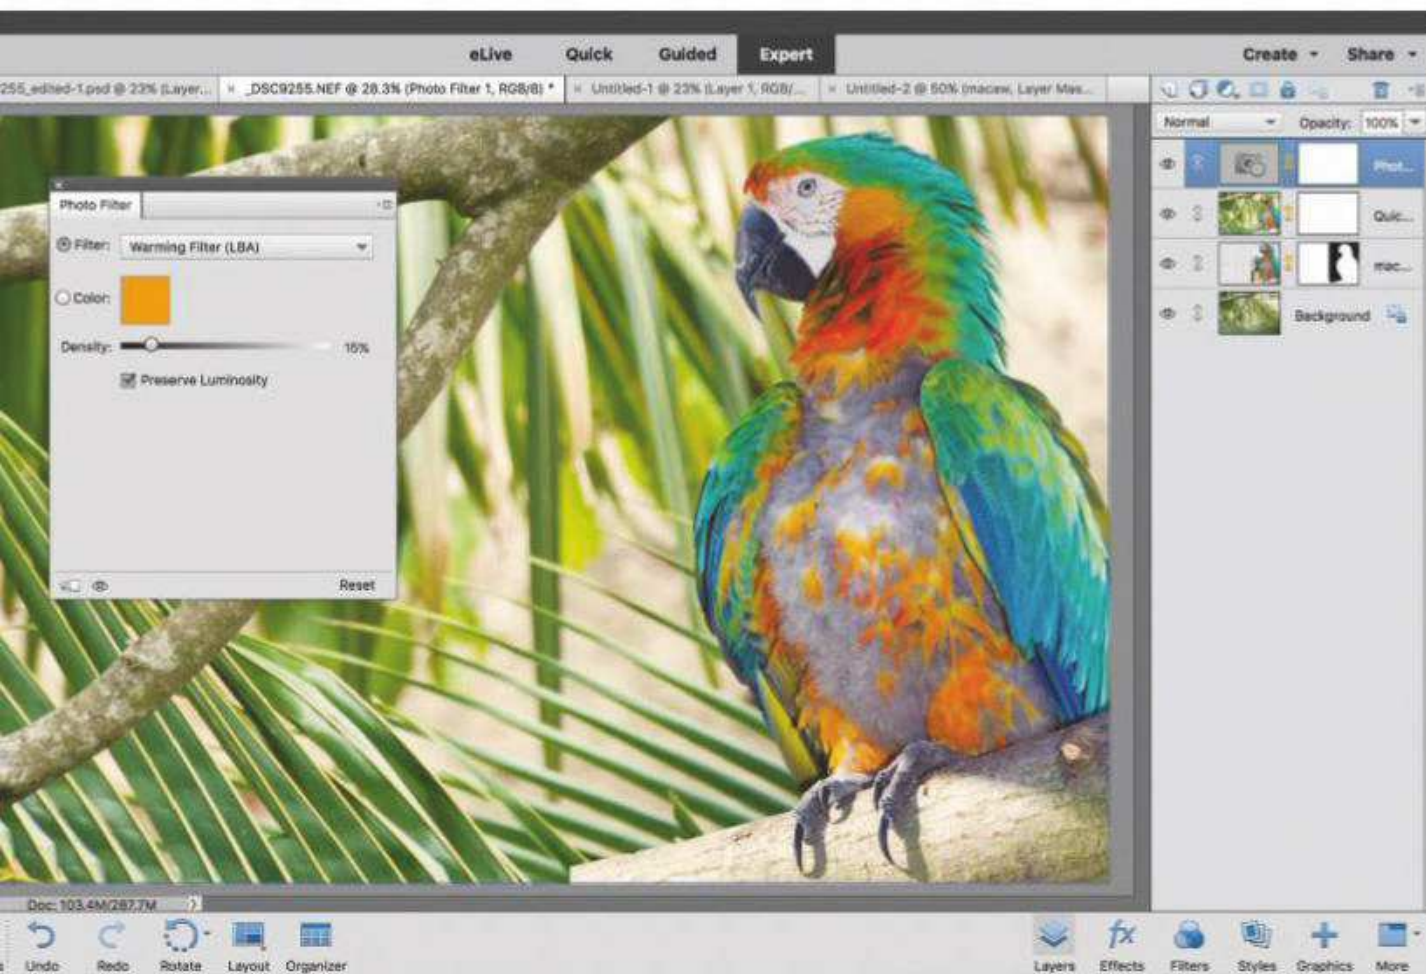 eLive Quick Guided Expert Create Share
255_edited-1.psd @ 23% (Layer... × _DSC9255.NEF @ 28.3% (Photo Filter 1, RGB/8) * × Untitled-1 @ 23% (Layer 1, RGB/... × Untitled-2 @ 50% (macaw, Layer Mas...
Normal Opacity: 100%
Phot...
Quic...
mac...
Background
Photo Filter
Filter: Warming Filter (LBA)
Color:
Density: 15%
Preserve Luminosity
Reset
Doc: 103.4M/287.7M
Undo Redo Rotate Layout Organizer Layers Effects Filters Styles Graphics More
fx